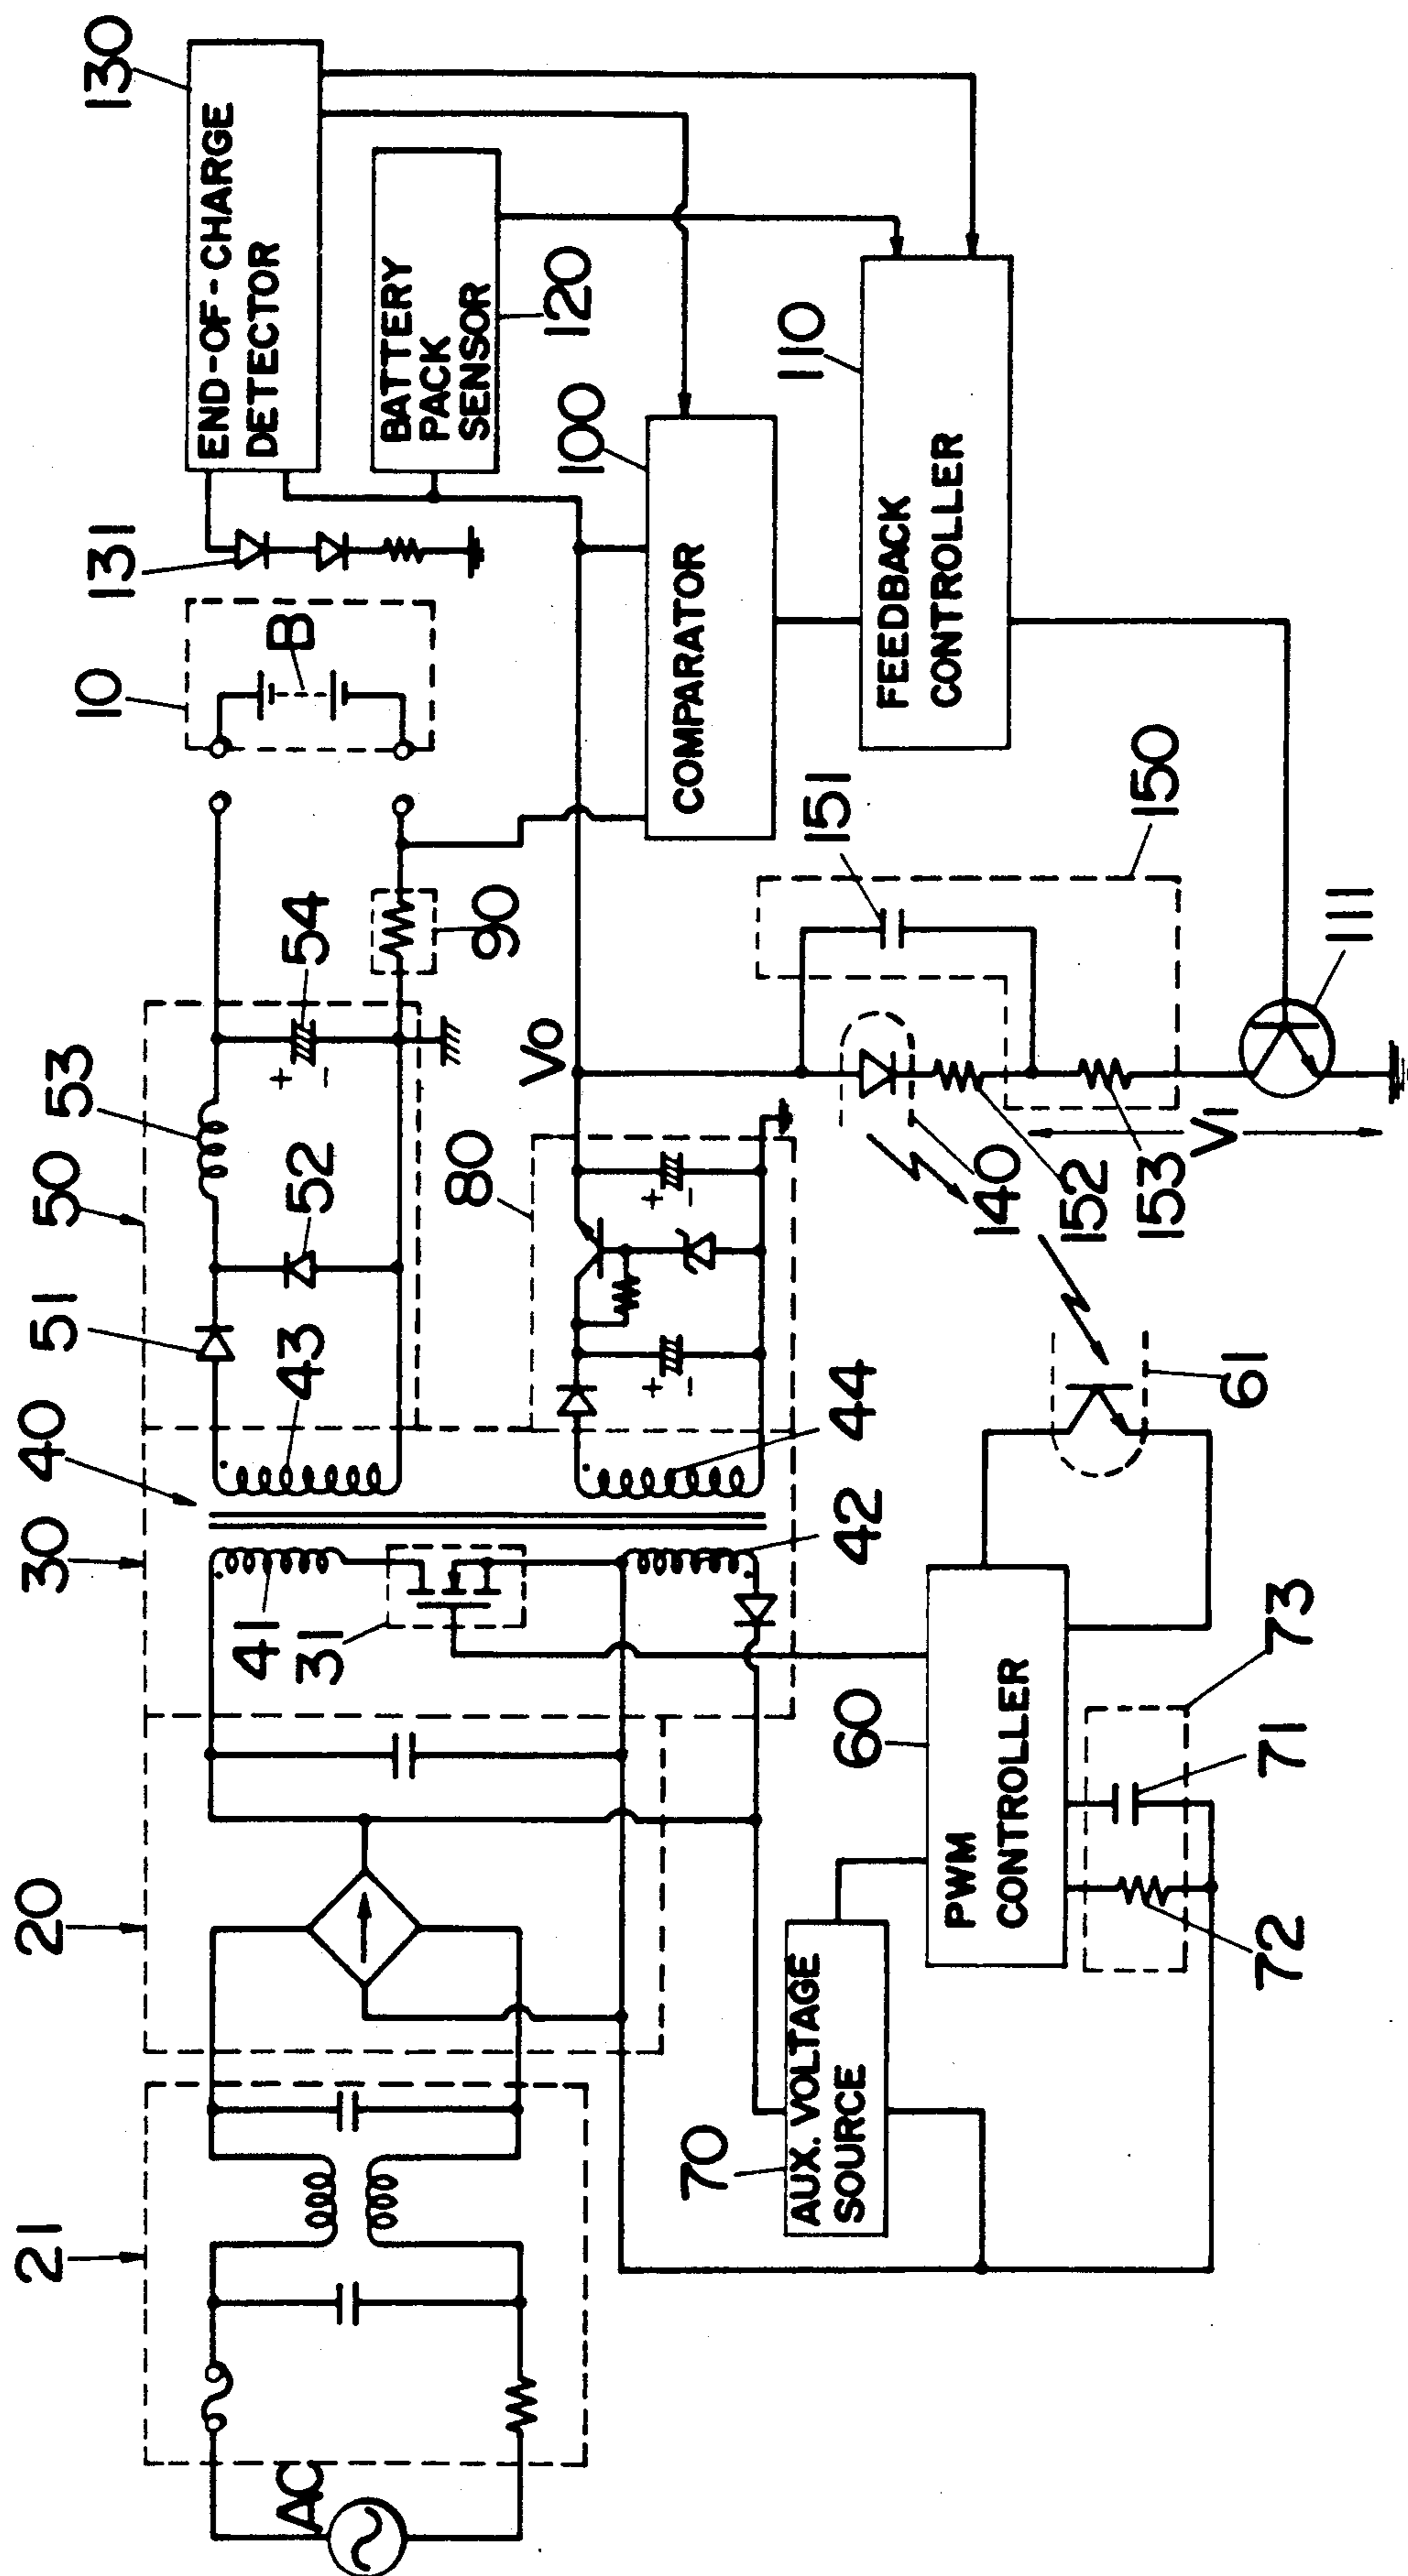 21
20
30
40
51
50
53
54
10
131
130
END-OF-CHARGE
DETECTOR
BATTERY
PACK
SENSOR
120
AC
41
31
43
52
+
-
90
B
100
COMPARATOR
42
44
80
+
-
+
-
Vo
110
FEEDBACK
CONTROLLER
70
AUX. VOLTAGE
SOURCE
60
PWM
CONTROLLER
72
71
73
61
140
152
153
V1
151
150
111